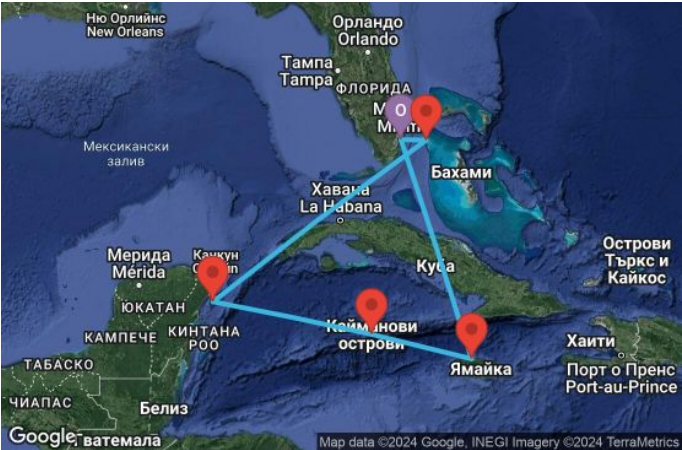 Ню Орлийнс
New Orleans
Орландо
Orlando
Тампа
Tampa
ФЛОРИДА
O
Мексикански
залив
Бахами
Хавана
La Habana
Мерида
Mérida
Канкун
Куба
Острови
Търкс и
Кайкос
ЮКАТАН
КАМПЕЧЕ
КИНТАНА
РОО
Кайманови
острови
Хаити
ТАБАСКО
Ямайка
Порт о Пренс
Port-au-Prince
ЧИАПАС
Белиз
Google
Гватемала
Map data ©2024 Google, INEGI Imagery ©2024 TerraMetrics